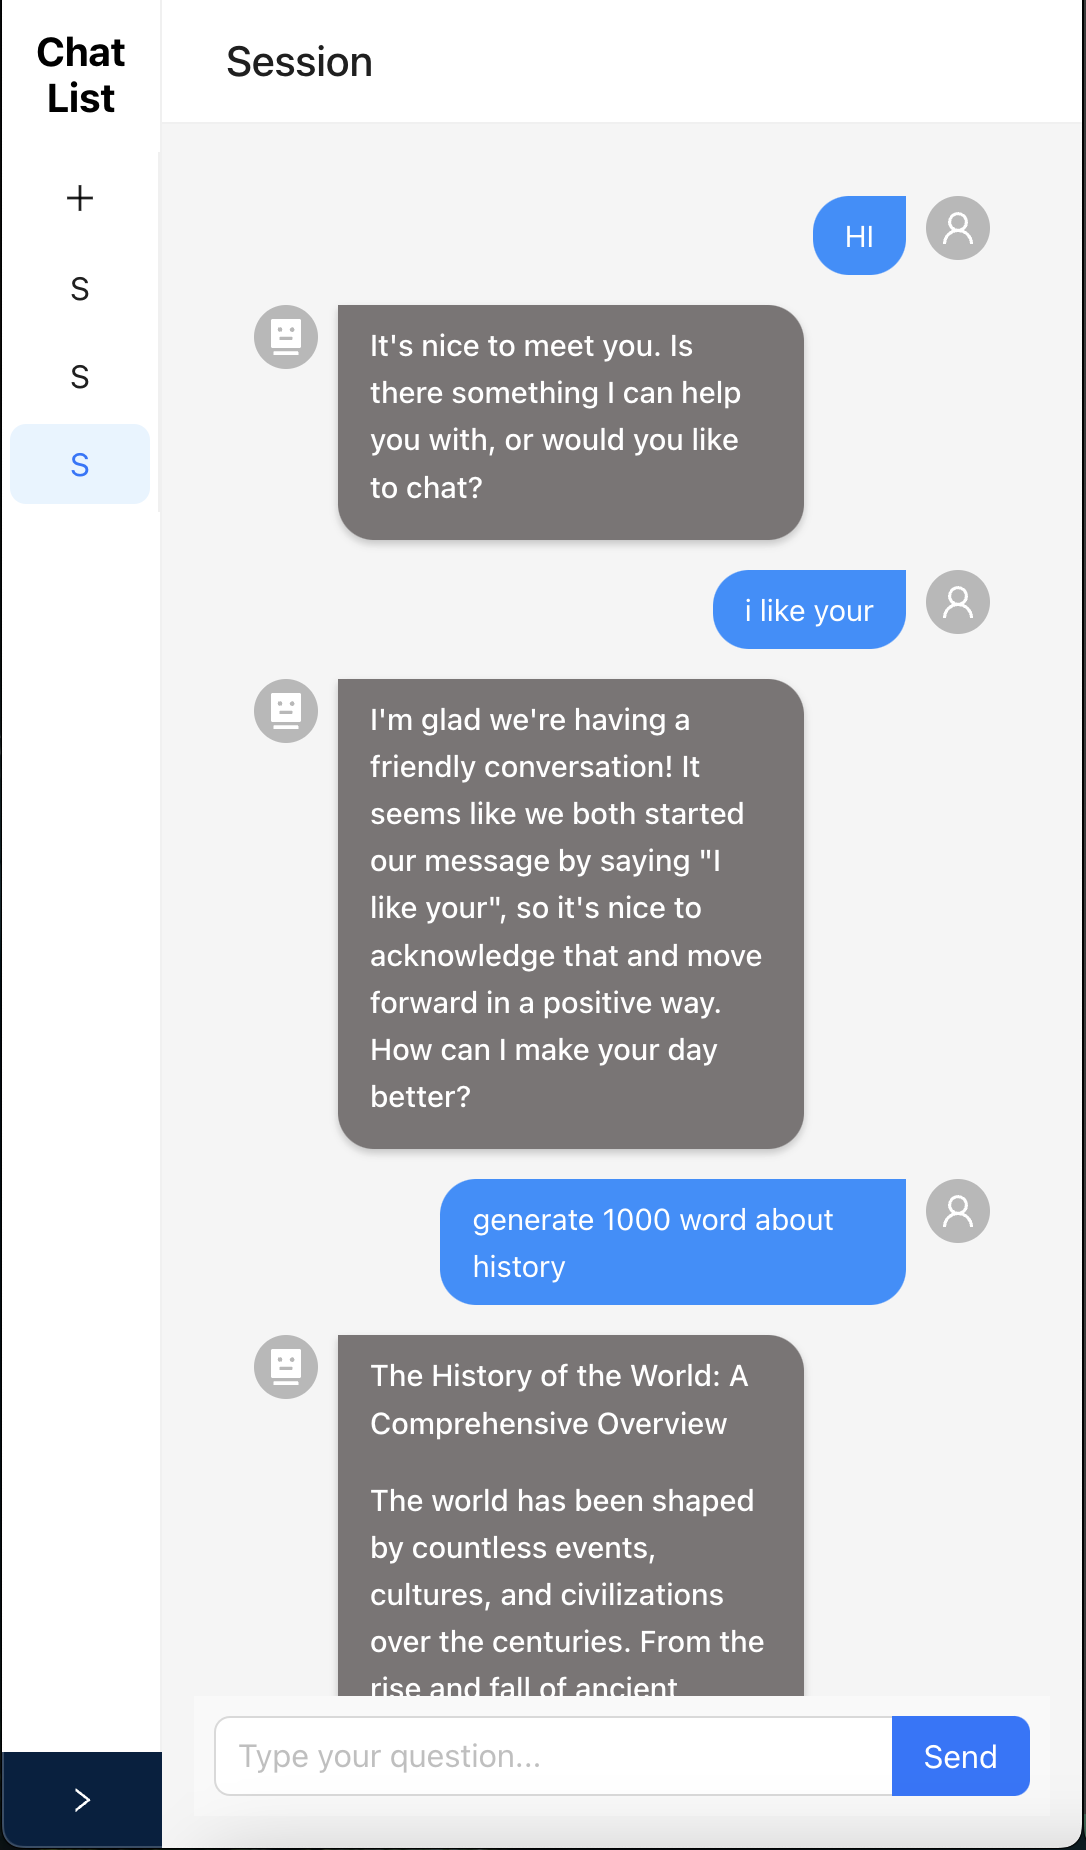 Chat
List
Session
S
S
S
HI
It's nice to meet you. Is
there something I can help
you with, or would you like
to chat?
i like your
I'm glad we're having a
friendly conversation! It
seems like we both started
our message by saying "I
like your", so it's nice to
acknowledge that and move
forward in a positive way.
How can I make your day
better?
generate 1000 word about
history
The History of the World: A
Comprehensive Overview
The world has been shaped
by countless events,
cultures, and civilizations
over the centuries. From the
rise and fall of ancient
Type your question...
Send